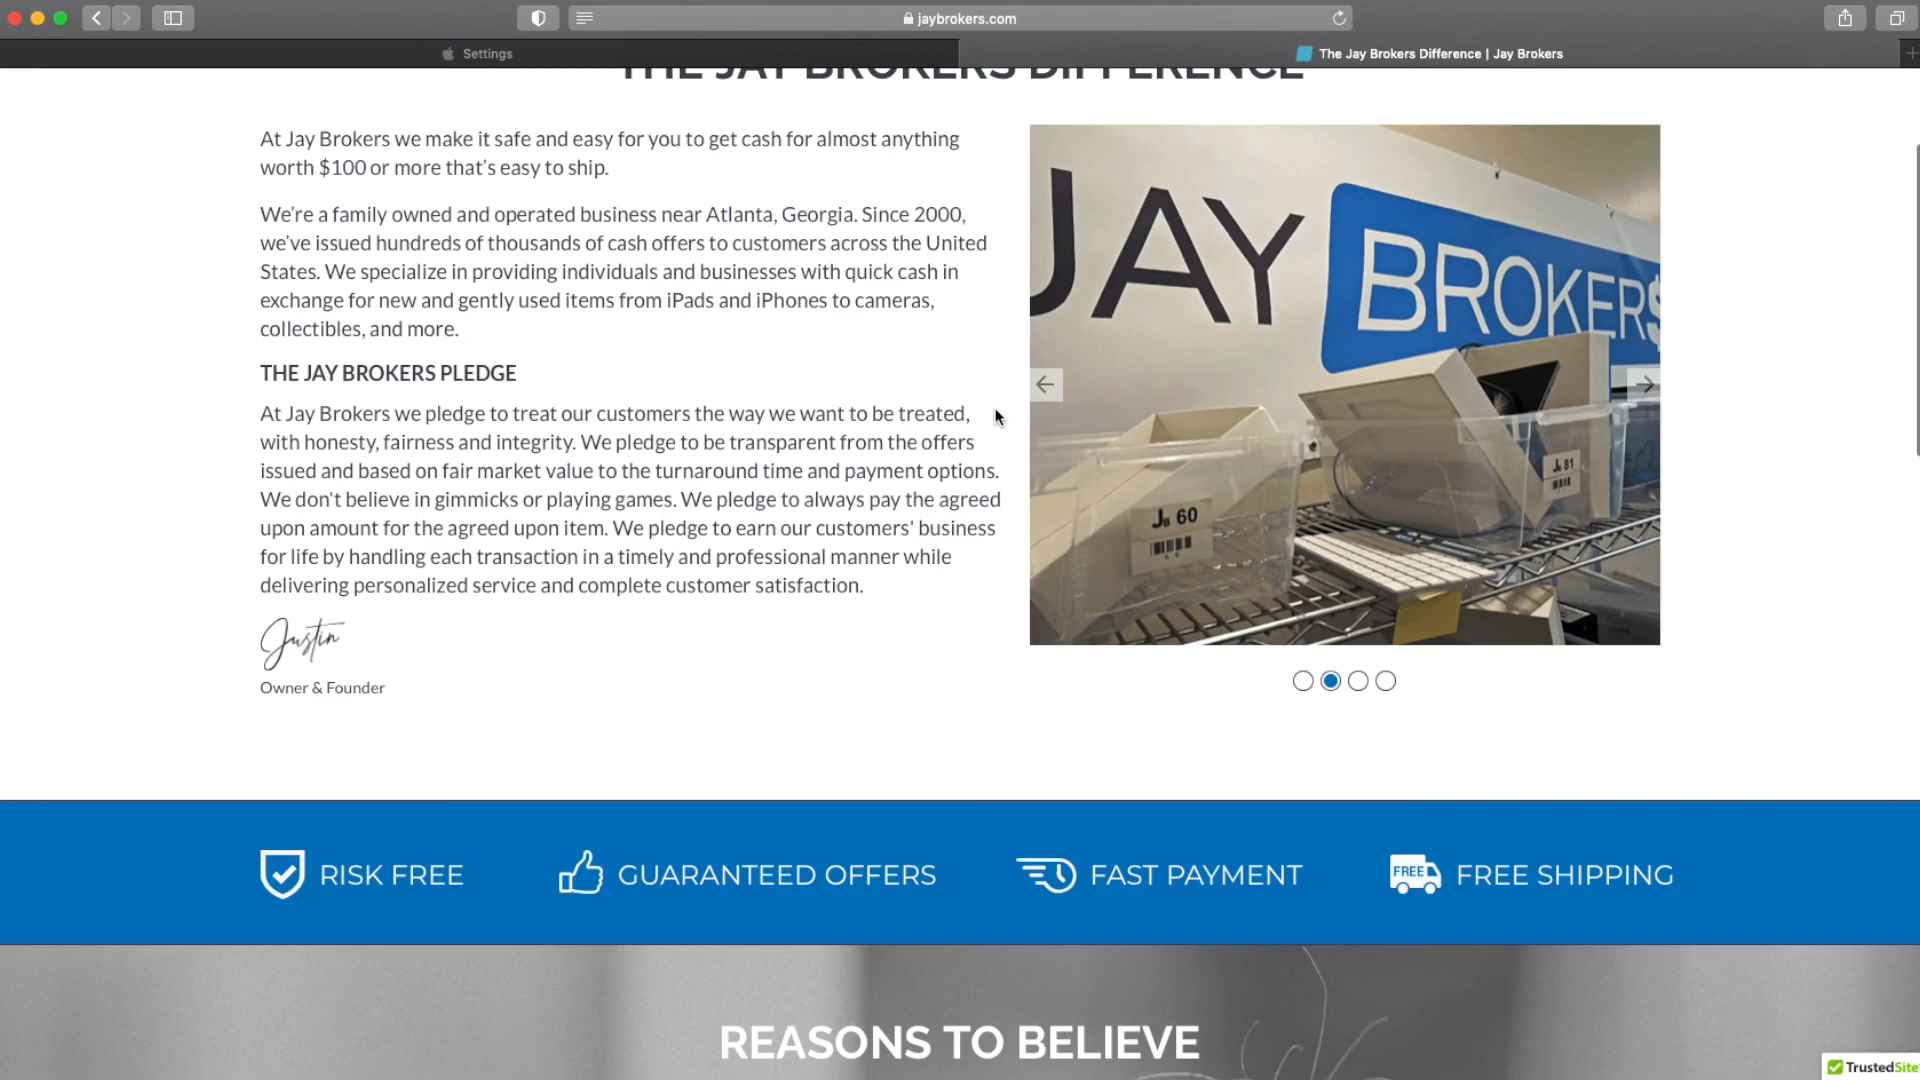 jaybrokers.com
Settings
The Jay Brokers Difference | Jay Brokers
THE JAY BROKERS DIFFERENCE
At Jay Brokers we make it safe and easy for you to get cash for almost anything
worth $100 or more that’s easy to ship.
We’re a family owned and operated business near Atlanta, Georgia. Since 2000,
we’ve issued hundreds of thousands of cash offers to customers across the United
States. We specialize in providing individuals and businesses with quick cash in
exchange for new and gently used items from iPads and iPhones to cameras,
collectibles, and more.
THE JAY BROKERS PLEDGE
At Jay Brokers we pledge to treat our customers the way we want to be treated,
with honesty, fairness and integrity. We pledge to be transparent from the offers
issued and based on fair market value to the turnaround time and payment options.
We don't believe in gimmicks or playing games. We pledge to always pay the agreed
upon amount for the agreed upon item. We pledge to earn our customers' business
for life by handling each transaction in a timely and professional manner while
delivering personalized service and complete customer satisfaction.
Justin
Owner & Founder
JAY BROKER$
JB 81
JB 60
RISK FREE
GUARANTEED OFFERS
FAST PAYMENT
FREE
FREE SHIPPING
REASONS TO BELIEVE
TrustedSite